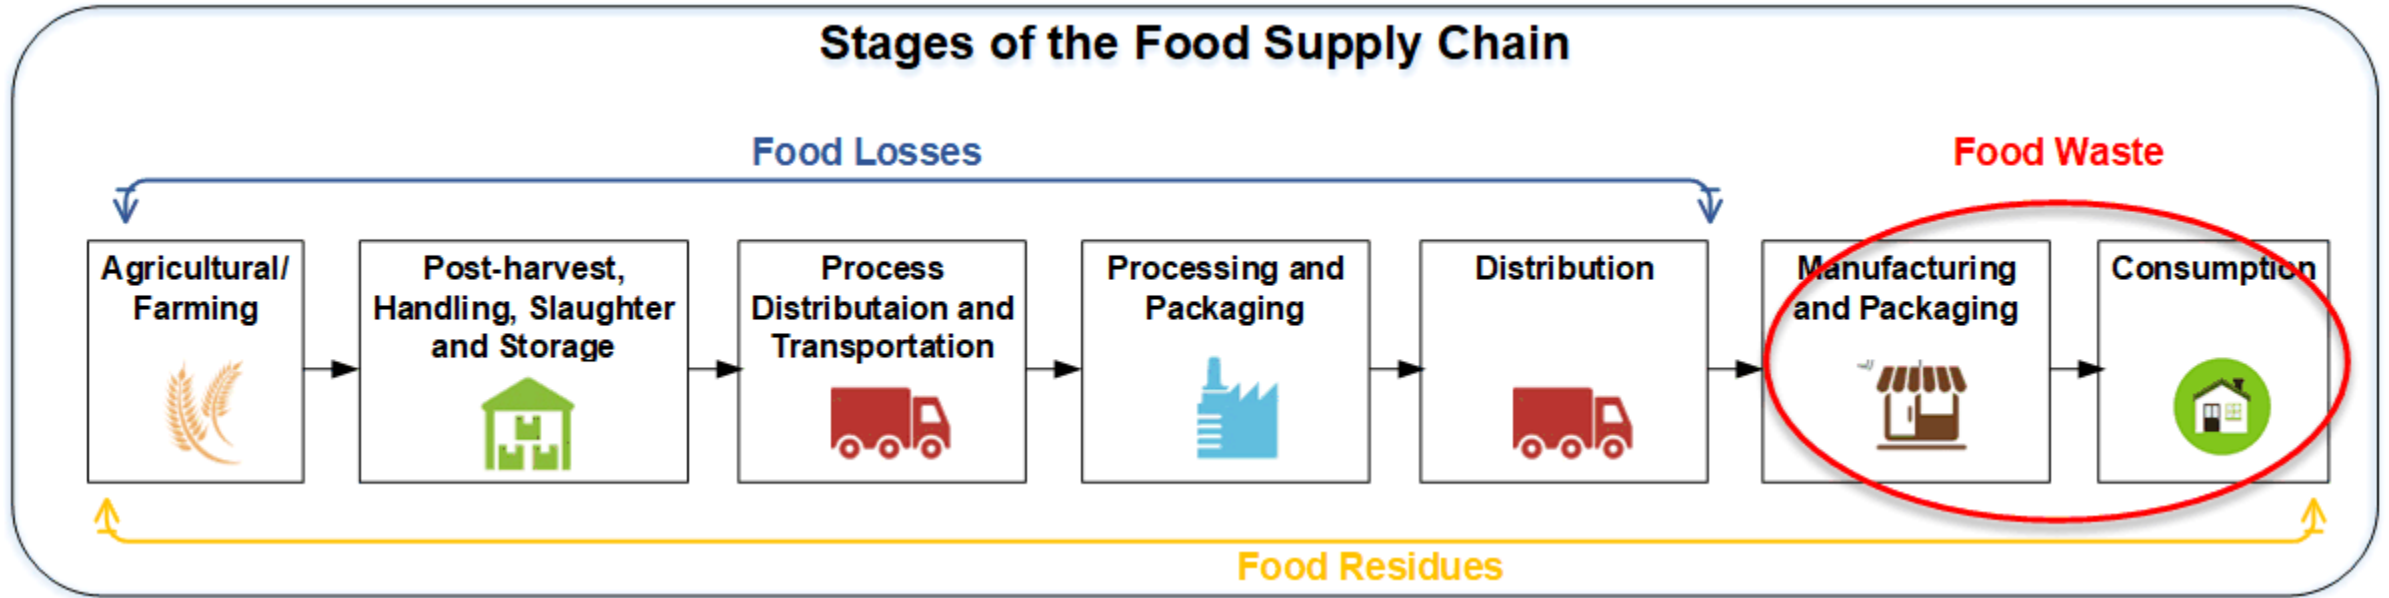 Stages of the Food Supply Chain
Food Losses
Food Waste
Agricultural/
Farming
Post-harvest,
Handling, Slaughter
and Storage
Process
Distributaion and
Transportation
Processing and
Packaging
Distribution
Manufacturing
and Packaging
Consumption
Food Residues